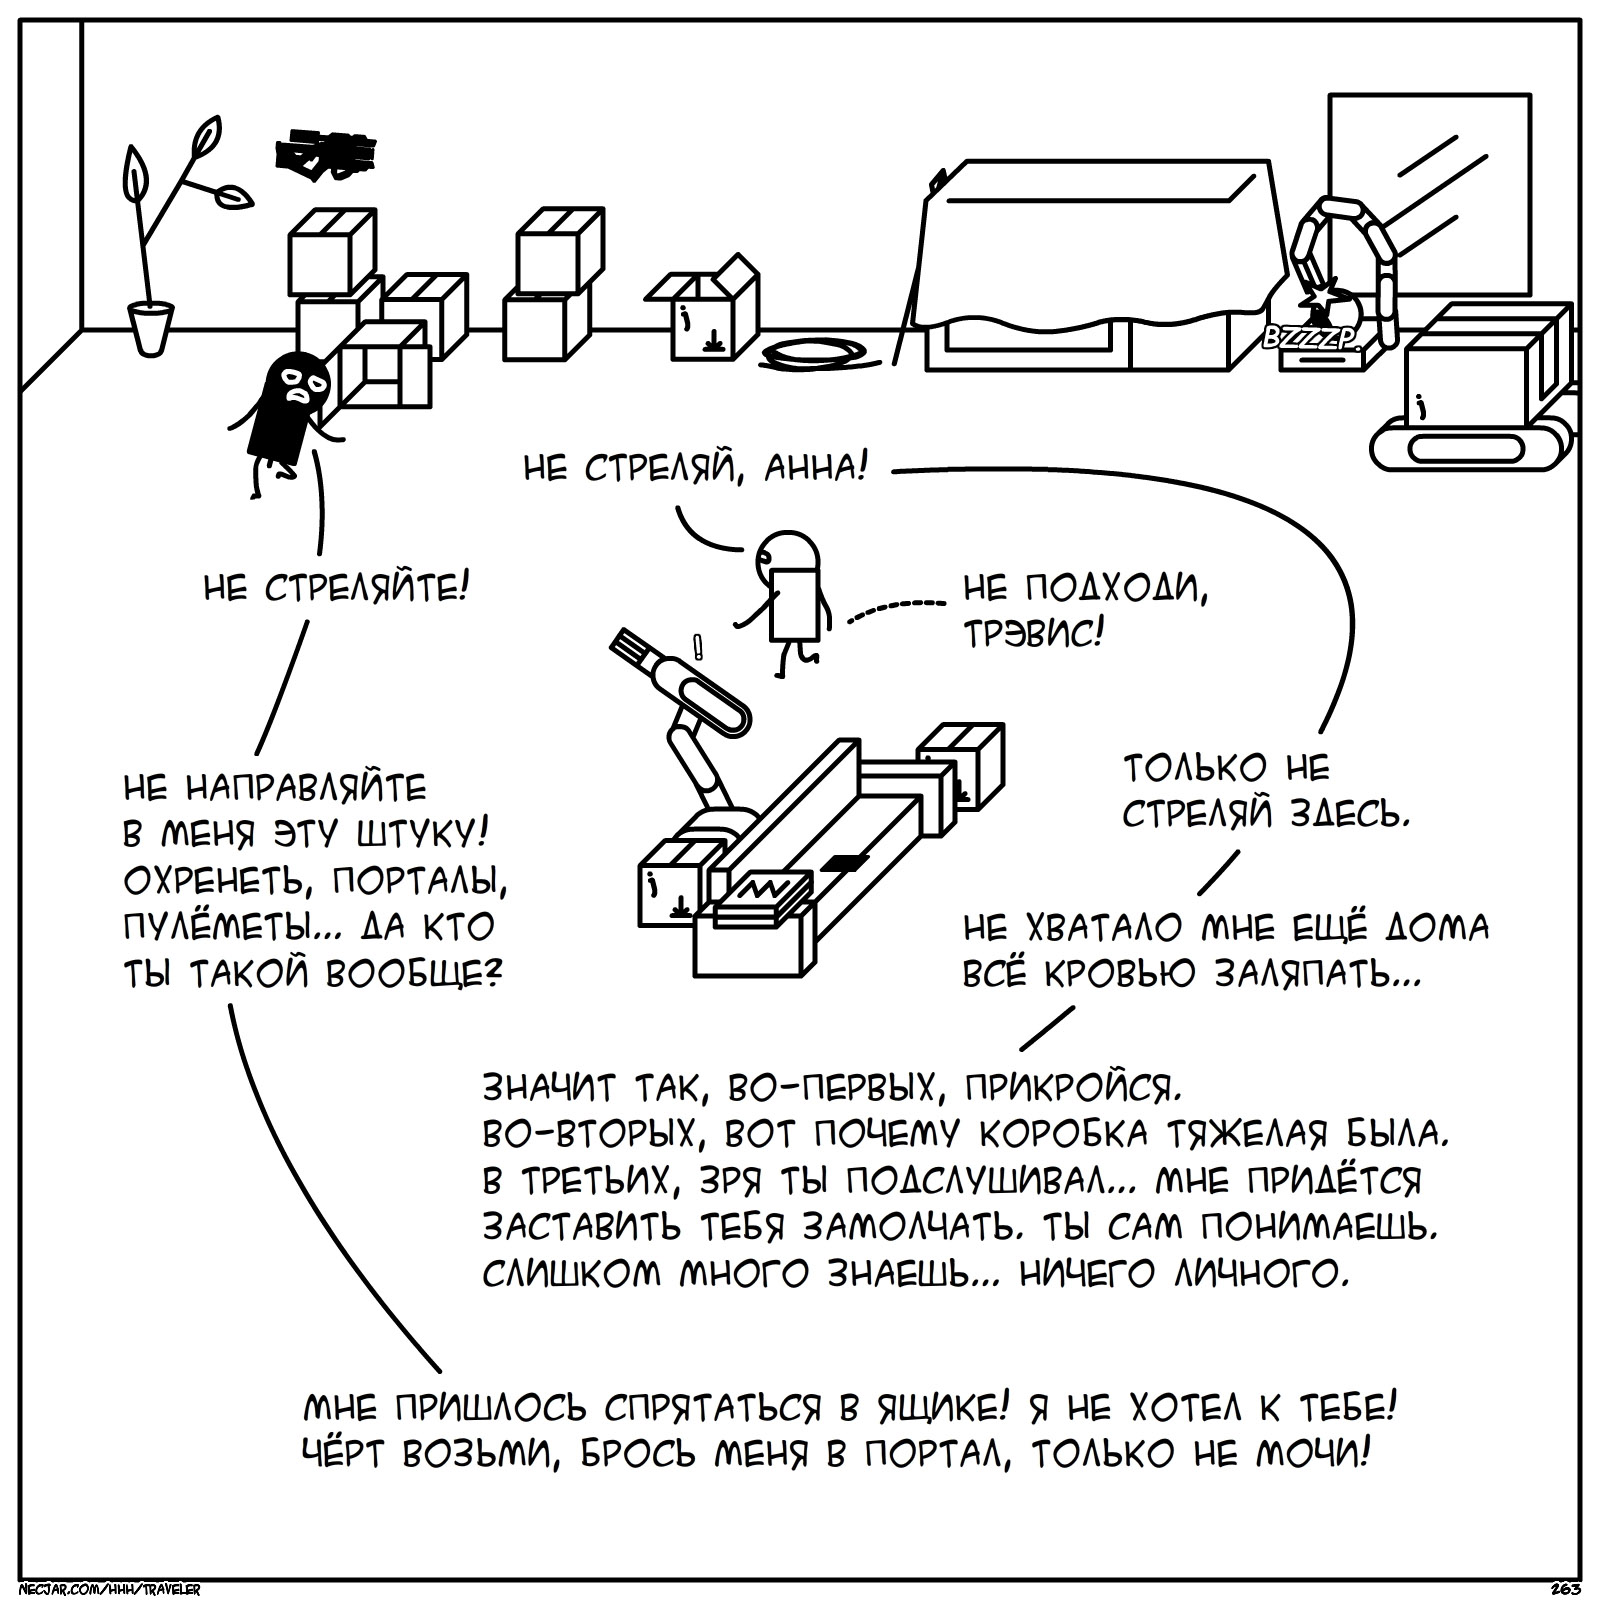 BZZZP.
НЕ СТРЕЛЯЙ, АННА!
НЕ СТРЕЛЯЙТЕ!
НЕ ПОДХОДИ,
ТРЭВИС!
!
НЕ НАПРАВЛЯЙТЕ
В МЕНЯ ЭТУ ШТУКУ!
ОХРЕНЕТЬ, ПОРТАЛЫ,
ПУЛЁМЕТЫ... ДА КТО
ТЫ ТАКОЙ ВООБЩЕ?
ТОЛЬКО НЕ
СТРЕЛЯЙ ЗДЕСЬ.
НЕ ХВАТАЛО МНЕ ЕЩЁ ДОМА
ВСЁ КРОВЬЮ ЗАЛЯПАТЬ...
ЗНАЧИТ ТАК, ВО-ПЕРВЫХ, ПРИКРОЙСЯ.
ВО-ВТОРЫХ, ВОТ ПОЧЕМУ КОРОБКА ТЯЖЕЛАЯ БЫЛА.
В ТРЕТЬИХ, ЗРЯ ТЫ ПОДСЛУШИВАЛ... МНЕ ПРИДЁТСЯ
ЗАСТАВИТЬ ТЕБЯ ЗАМОЛЧАТЬ. ТЫ САМ ПОНИМАЕШЬ.
СЛИШКОМ МНОГО ЗНАЕШЬ... НИЧЕГО ЛИЧНОГО.
МНЕ ПРИШЛОСЬ СПРЯТАТЬСЯ В ЯЩИКЕ! Я НЕ ХОТЕЛ К ТЕБЕ!
ЧЁРТ ВОЗЬМИ, БРОСЬ МЕНЯ В ПОРТАЛ, ТОЛЬКО НЕ МОЧИ!
NECJAR.COM/HHH/TRAVELER
263